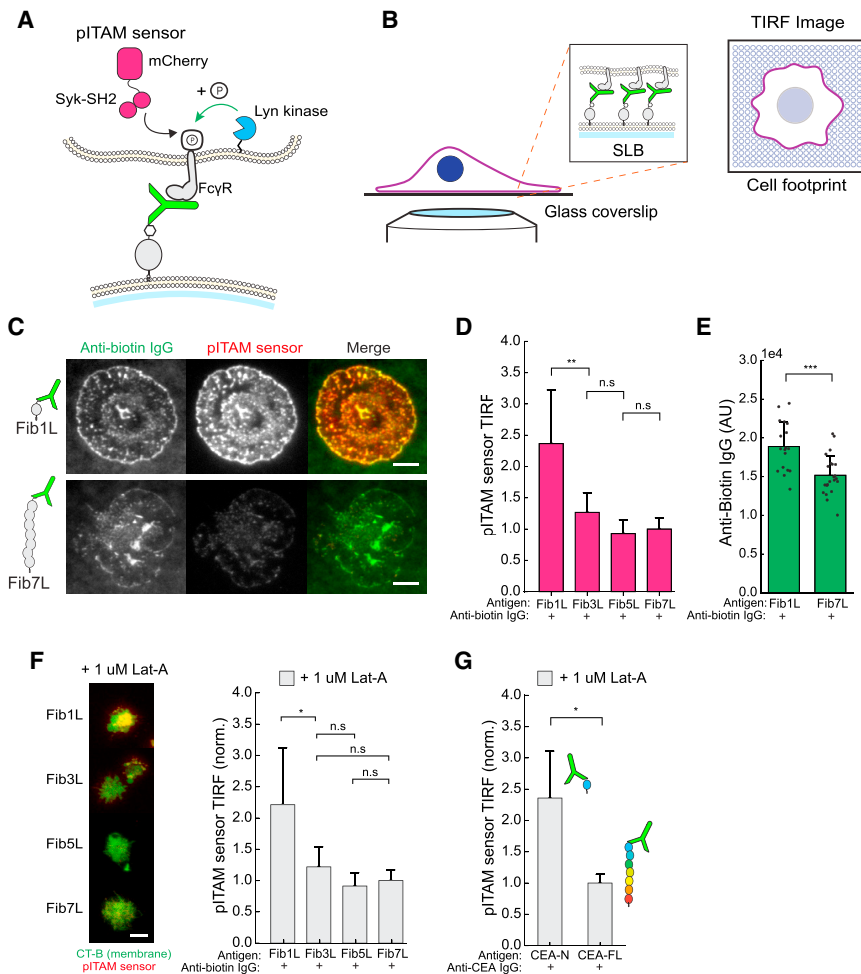 A
pITAM sensor
mCherry
Syk-SH2
+ P
Lyn kinase
P
FcγR
B
SLB
Glass coverslip
TIRF Image
Cell footprint
C
Anti-biotin IgG pITAM sensor Merge
Fib1L
Fib7L
D
pITAM sensor TIRF
4.0
3.5
3.0
2.5
2.0
1.5
1.0
0.5
0.0
** n.s n.s
Antigen: Fib1L Fib3L Fib5L Fib7L
Anti-biotin IgG: + + + +
E
Anti-Biotin IgG (AU)
1e4
3.0
2.5
2.0
1.5
1.0
0.5
0.0
***
Antigen: Fib1L Fib7L
Anti-biotin IgG: + +
F
+ 1 uM Lat-A
Fib1L
Fib3L
Fib5L
Fib7L
CT-B (membrane)
pITAM sensor
+ 1 uM Lat-A
pITAM sensor TIRF (norm.)
4.0
3.5
3.0
2.5
2.0
1.5
1.0
0.5
0.0
*
n.s
n.s
n.s
Antigen: Fib1L Fib3L Fib5L Fib7L
Anti-biotin IgG: + + + +
G
+ 1 uM Lat-A
pITAM sensor TIRF (norm.)
4.0
3.5
3.0
2.5
2.0
1.5
1.0
0.5
0.0
*
Antigen: CEA-N CEA-FL
Anti-CEA IgG: + +